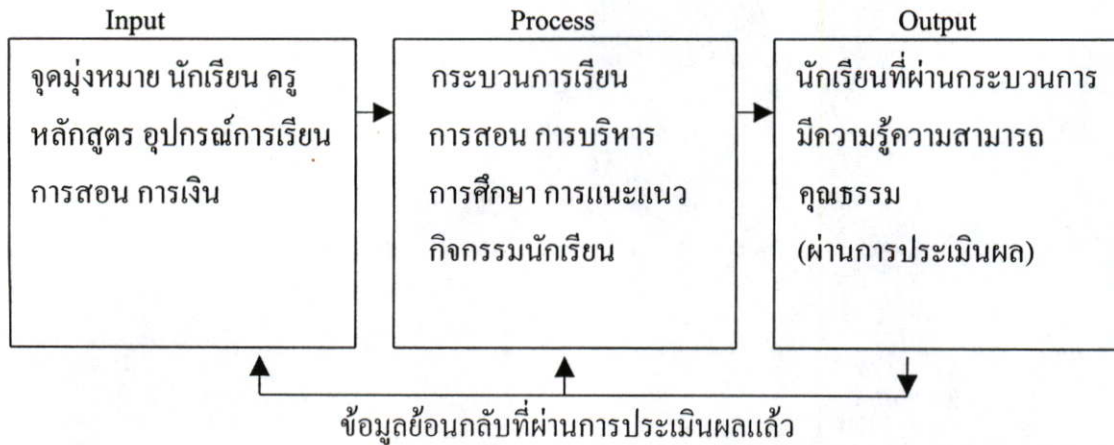 Input
จุดมุ่งหมาย นักเรียน ครู
หลักสูตร อุปกรณ์การเรียน
การสอน การเงิน
Process
กระบวนการเรียน
การสอน การบริหาร
การศึกษา การแนะแนว
กิจกรรมนักเรียน
Output
นักเรียนที่ผ่านกระบวนการ
มีความรู้ความสามารถ
คุณธรรม
(ผ่านการประเมินผล)
ข้อมูลย้อนกลับที่ผ่านการประเมินผลแล้ว